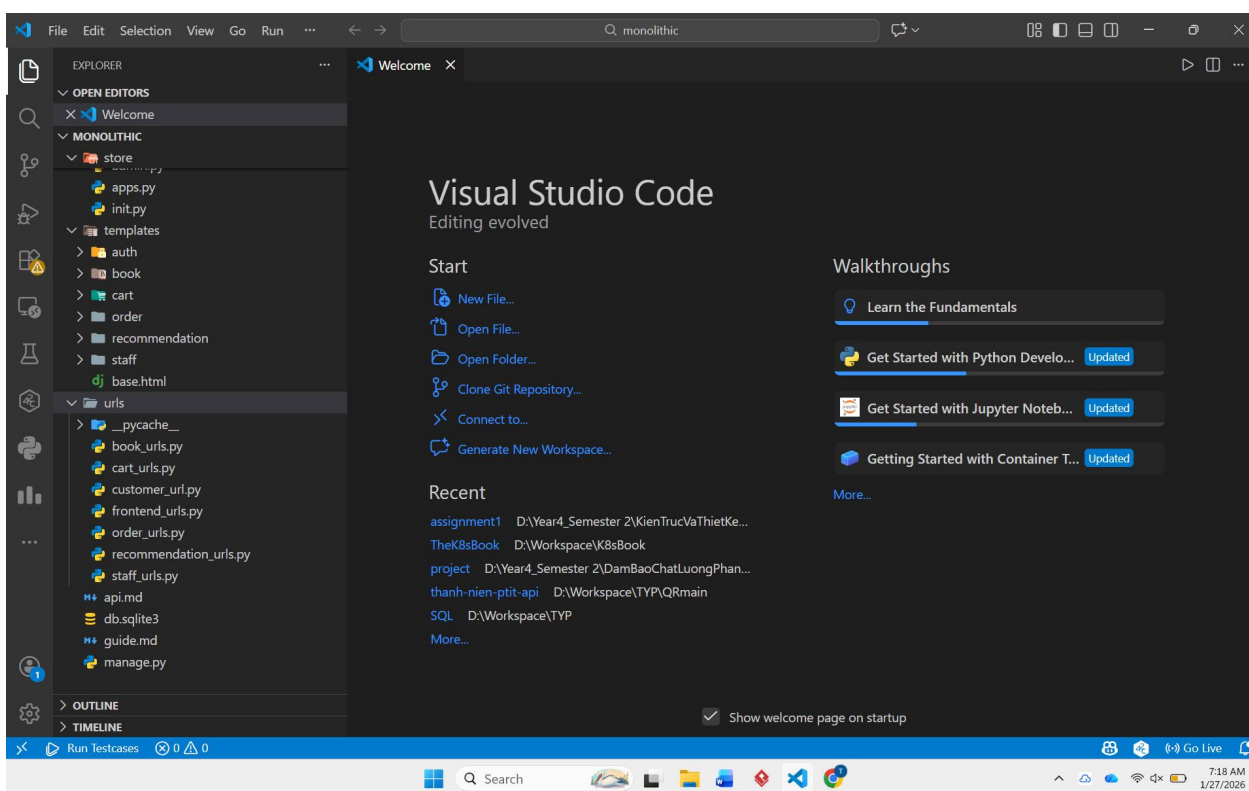 File Edit Selection View Go Run ··· monolithic
EXPLORER
Welcome
OPEN EDITORS
Welcome
MONOLITHIC
store
admin.py
apps.py
init.py
templates
auth
book
cart
order
recommendation
staff
dj base.html
urls
__pycache__
book_urls.py
cart_urls.py
customer_url.py
frontend_urls.py
order_urls.py
recommendation_urls.py
staff_urls.py
M↓ api.md
db.sqlite3
M↓ guide.md
manage.py
OUTLINE
TIMELINE
Visual Studio Code
Editing evolved
Start
New File...
Open File...
Open Folder...
Clone Git Repository...
Connect to...
Generate New Workspace...
Recent
assignment1 D:\Year4_Semester 2\KienTrucVaThietKe...
TheK8sBook D:\Workspace\K8sBook
project D:\Year4_Semester 2\DamBaoChatLuongPhan...
thanh-nien-ptit-api D:\Workspace\TYP\QRmain
SQL D:\Workspace\TYP
More...
Walkthroughs
Learn the Fundamentals
Get Started with Python Develo... Updated
Get Started with Jupyter Noteb... Updated
Getting Started with Container T... Updated
More...
Show welcome page on startup
1
Run Testcases 0 0 Go Live
Search
7:18 AM
1/27/2026